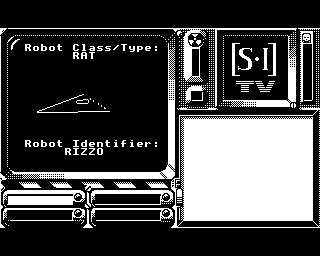 Robot Class/Type:
RAT
[S·I]
TV
Robot Identifier:
RIZZO